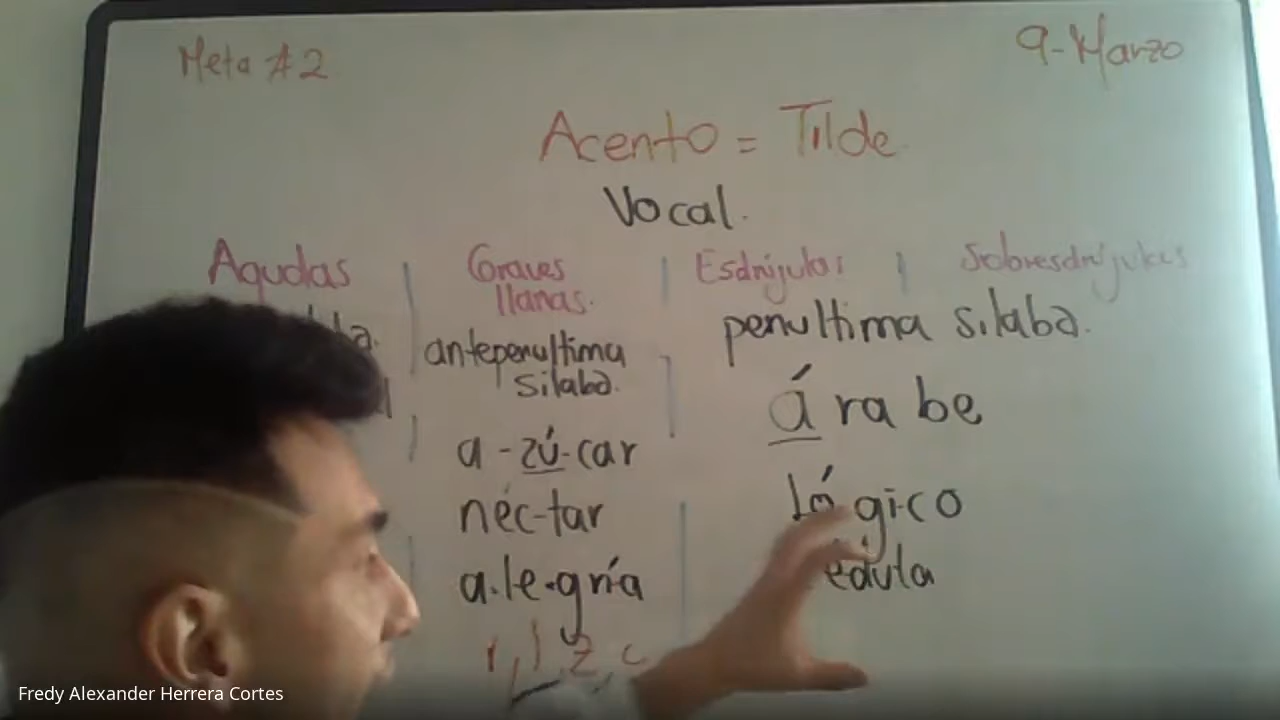 Meta #2
9-Marzo
Acento = Tilde
Vocal.
Agudas
Graves
llanas.
Esdrújulas
Sobresdrújulas
antepenultima
silaba.
penultima silaba.
a-zú-car
néc-tar
a-le-gría
á ra be
Ló gi-co
édula
r, l, z, c
Fredy Alexander Herrera Cortes